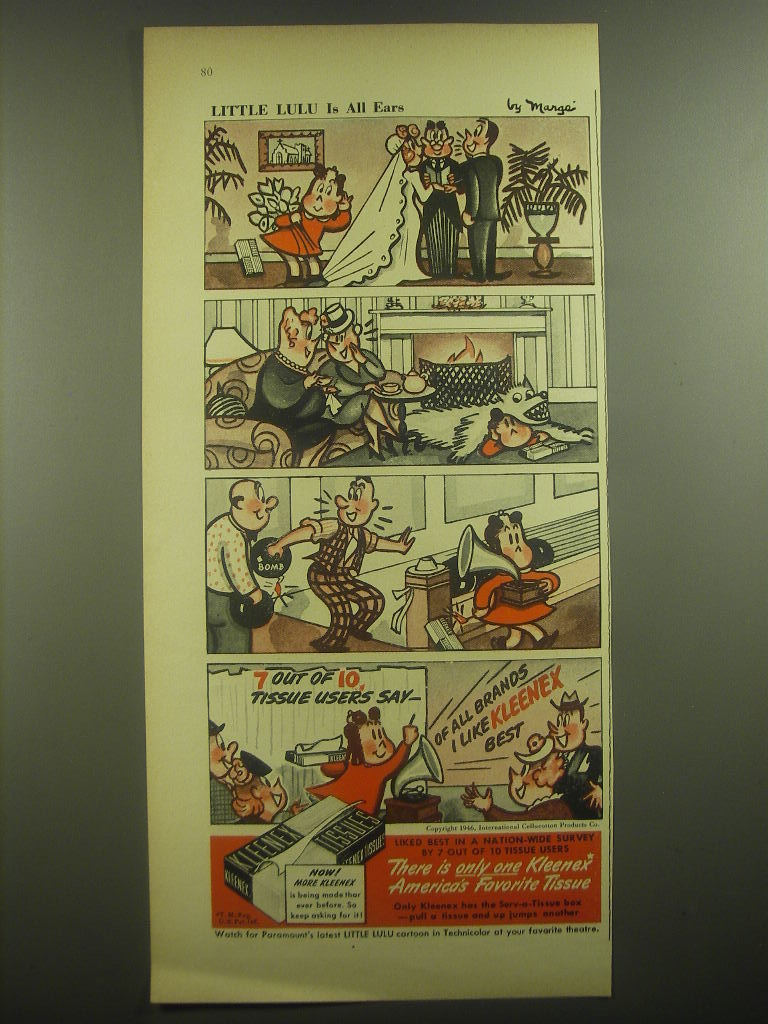 80
LITTLE LULU Is All Ears
by Marge
BOMB
7 OUT OF 10,
TISSUE USERS SAY—
OF ALL BRANDS
I LIKE KLEENEX
BEST
Copyright 1946, International Cellucotton Products Co.
KLEENEX
TISSUES
KLEENEX
NOW!
MORE KLEENEX
is being made than
ever before. So
keep asking for it!
*T. M. Reg.
U. S. Pat. Off.
LIKED BEST IN A NATION-WIDE SURVEY
BY 7 OUT OF 10 TISSUE USERS
There is only one Kleenex*
America's Favorite Tissue
Only Kleenex has the Serv-a-Tissue box
—pull a tissue and up jumps another
Watch for Paramount's latest LITTLE LULU cartoon in Technicolor at your favorite theatre.